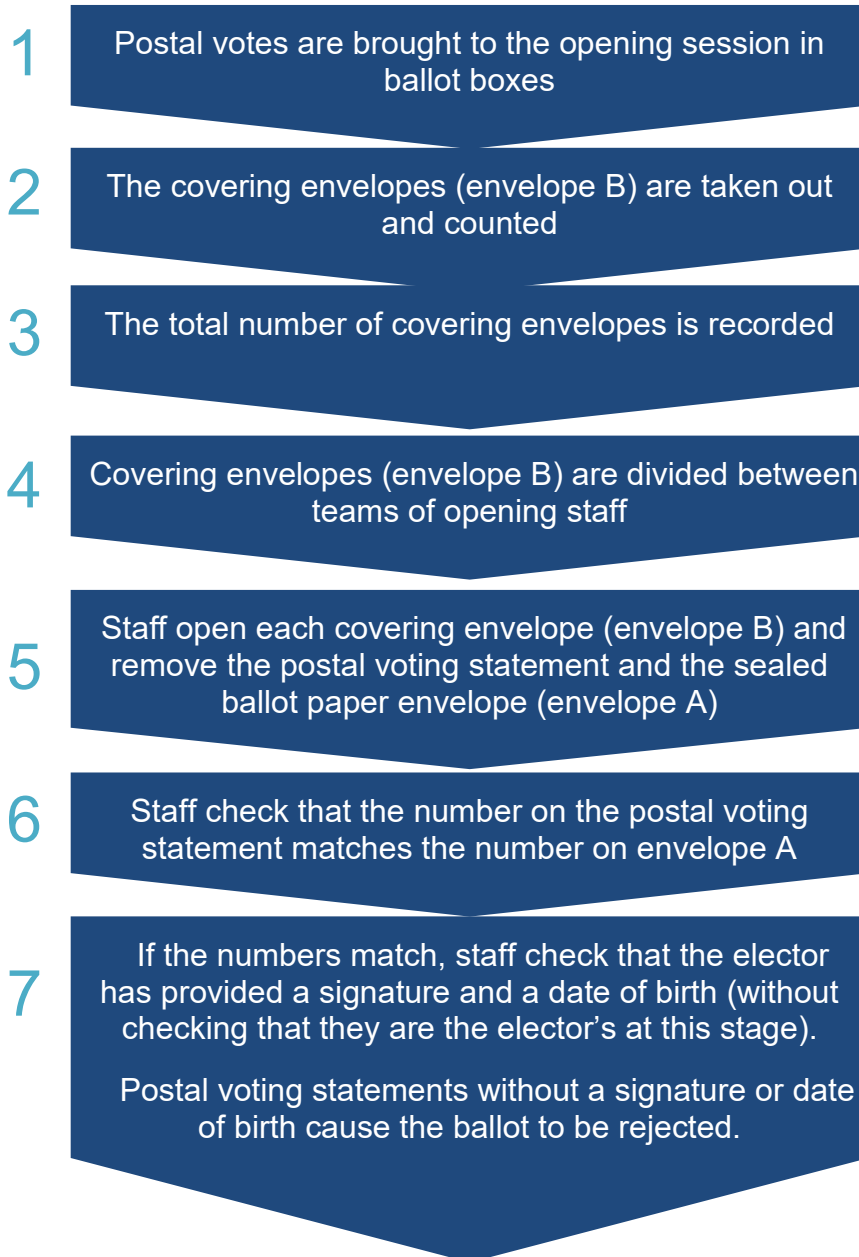 1
Postal votes are brought to the opening session in
ballot boxes
2
The covering envelopes (envelope B) are taken out
and counted
3
The total number of covering envelopes is recorded
4
Covering envelopes (envelope B) are divided between
teams of opening staff
5
Staff open each covering envelope (envelope B) and
remove the postal voting statement and the sealed
ballot paper envelope (envelope A)
6
Staff check that the number on the postal voting
statement matches the number on envelope A
7
If the numbers match, staff check that the elector
has provided a signature and a date of birth (without
checking that they are the elector’s at this stage).
Postal voting statements without a signature or date
of birth cause the ballot to be rejected.